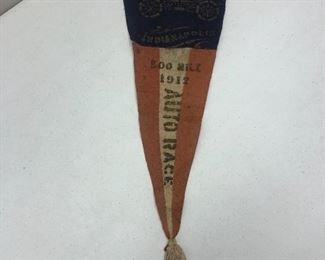 INDIANAPOLIS
500 MILE
1912
AUTO RACE